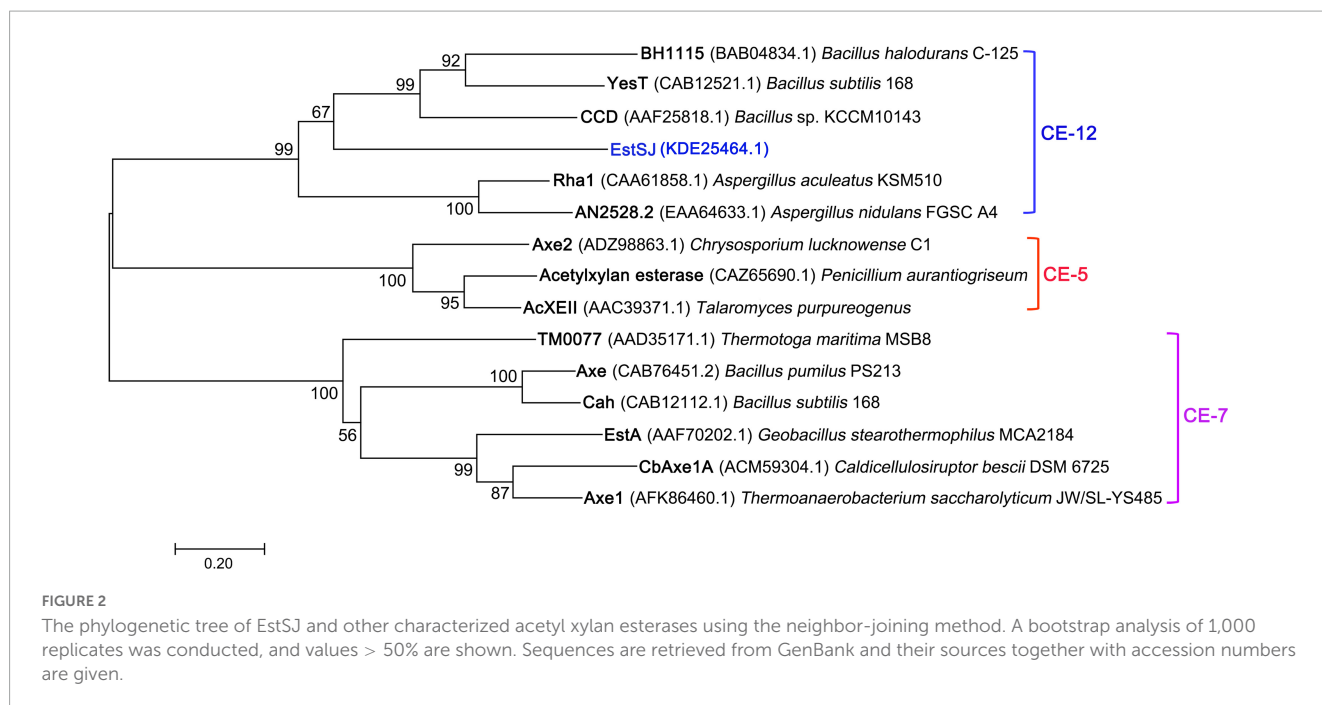 92
BH1115 (BAB04834.1) Bacillus halodurans C-125
99
YesT (CAB12521.1) Bacillus subtilis 168
67
CCD (AAF25818.1) Bacillus sp. KCCM10143
CE-12
99
EstSJ (KDE25464.1)
Rha1 (CAA61858.1) Aspergillus aculeatus KSM510
100
AN2528.2 (EAA64633.1) Aspergillus nidulans FGSC A4
Axe2 (ADZ98863.1) Chrysosporium lucknowense C1
100
Acetylxylan esterase (CAZ65690.1) Penicillium aurantiogriseum
CE-5
95
AcXEII (AAC39371.1) Talaromyces purpureogenus
TM0077 (AAD35171.1) Thermotoga maritima MSB8
100
100
Axe (CAB76451.2) Bacillus pumilus PS213
Cah (CAB12112.1) Bacillus subtilis 168
CE-7
56
EstA (AAF70202.1) Geobacillus stearothermophilus MCA2184
99
CbAxe1A (ACM59304.1) Caldicellulosiruptor bescii DSM 6725
87
Axe1 (AFK86460.1) Thermoanaerobacterium saccharolyticum JW/SL-YS485
0.20
FIGURE 2
The phylogenetic tree of EstSJ and other characterized acetyl xylan esterases using the neighbor-joining method. A bootstrap analysis of 1,000
replicates was conducted, and values > 50% are shown. Sequences are retrieved from GenBank and their sources together with accession numbers
are given.